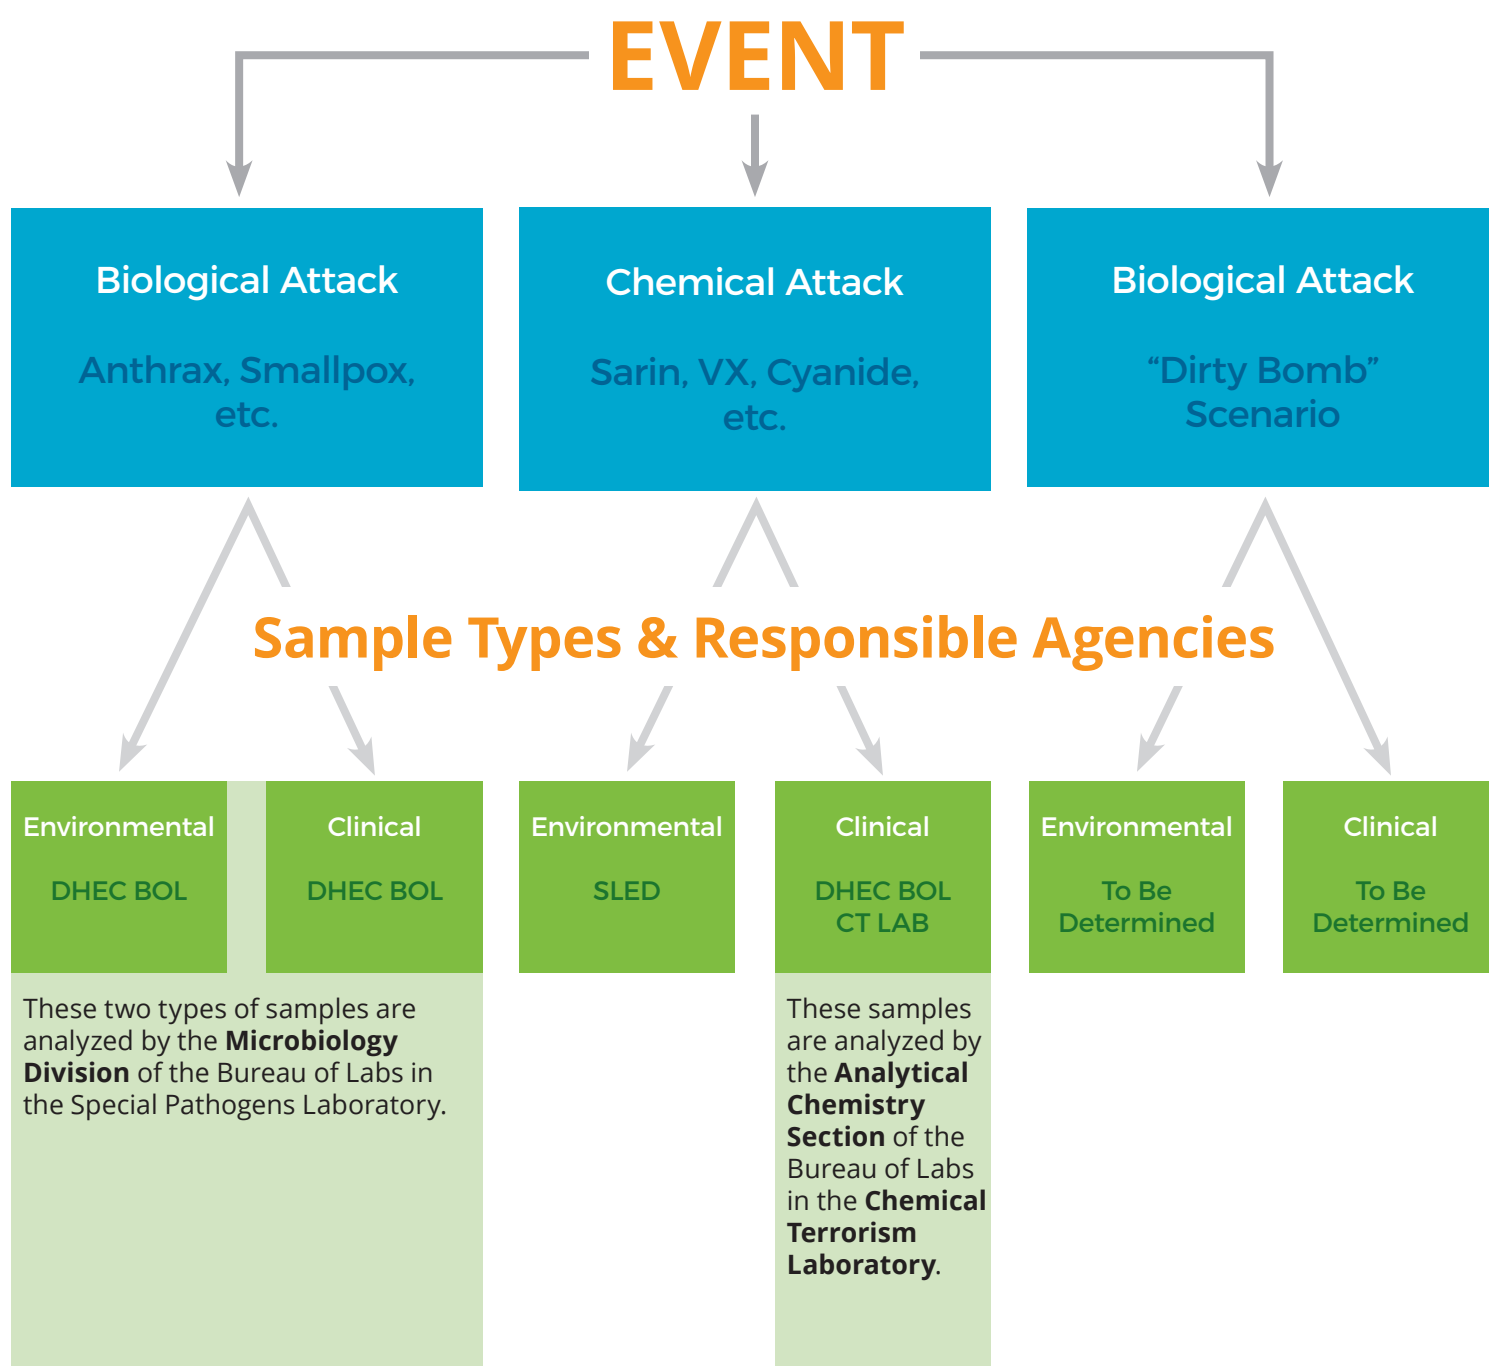 EVENT
Biological Attack
Anthrax, Smallpox,
etc.
Chemical Attack
Sarin, VX, Cyanide,
etc.
Biological Attack
“Dirty Bomb”
Scenario
Sample Types & Responsible Agencies
Environmental
DHEC BOL
Clinical
DHEC BOL
These two types of samples are
analyzed by the Microbiology
Division of the Bureau of Labs in
the Special Pathogens Laboratory.
Environmental
SLED
Clinical
DHEC BOL
CT LAB
These samples
are analyzed by
the Analytical
Chemistry
Section of the
Bureau of Labs
in the Chemical
Terrorism
Laboratory.
Environmental
To Be
Determined
Clinical
To Be
Determined